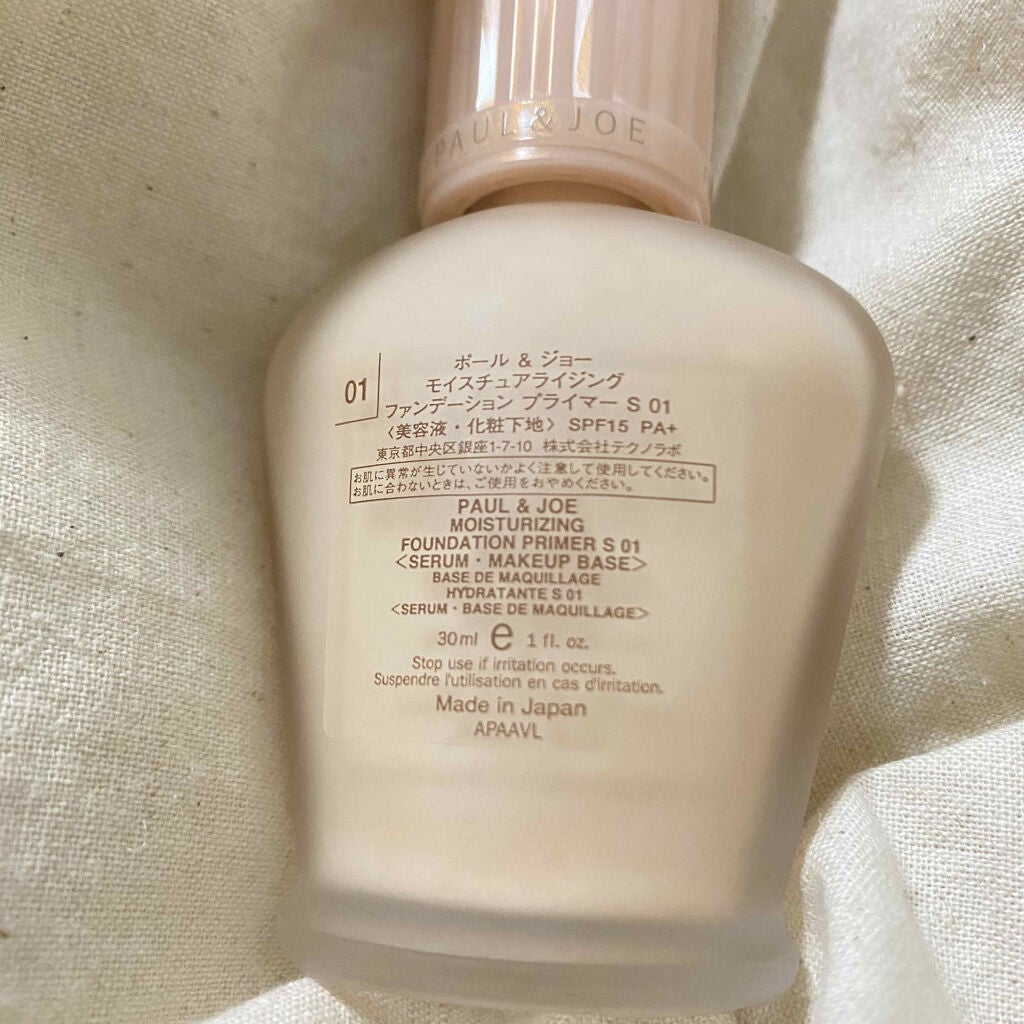 PAUL & JOE
01
ポール & ジョー
モイスチュアライジング
ファンデーション プライマー S 01
〈美容液・化粧下地〉 SPF15 PA+
東京都中央区銀座1-7-10 株式会社テクノラボ
お肌に異常が生じていないかよく注意して使用してください。
お肌に合わないときは、ご使用をおやめください。
PAUL & JOE
MOISTURIZING
FOUNDATION PRIMER S 01
<SERUM・MAKEUP BASE>
BASE DE MAQUILLAGE
HYDRATANTE S 01
<SERUM・BASE DE MAQUILLAGE>
30ml e 1 fl. oz.
Stop use if irritation occurs.
Suspendre l'utilisation en cas d'irritation.
Made in Japan
APAAVL